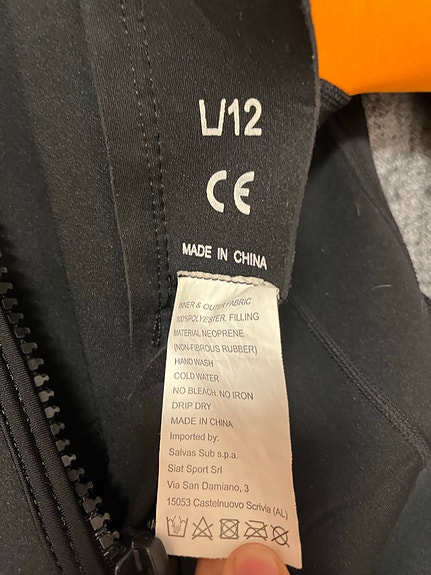 L/12
CE
MADE IN CHINA
INNER & OUTER FABRIC
100%POLYESTER. FILLING
MATERIAL NEOPRENE
(NON-FIBROUS RUBBER)
HAND WASH
COLD WATER
NO BLEACH. NO IRON
DRIP DRY
MADE IN CHINA
Imported by:
Salvas Sub s.p.a.
Siat Sport Srl
Via San Damiano, 3
15053 Castelnuovo Scrivia (AL)